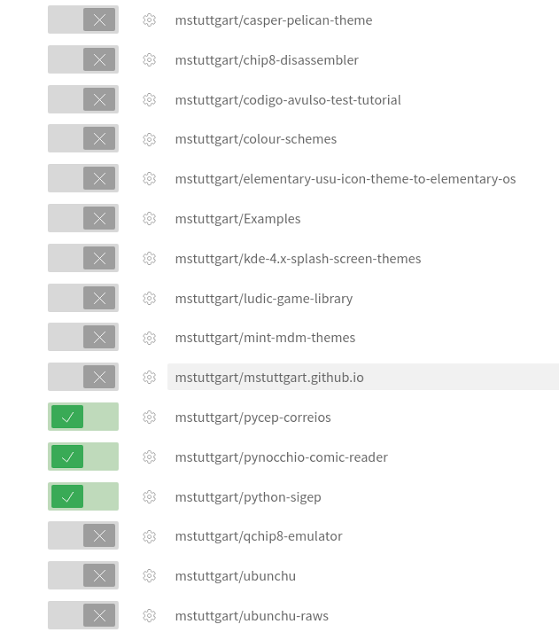 mstuttgart/casper-pelican-theme
mstuttgart/chip8-disassembler
mstuttgart/codigo-avulso-test-tutorial
mstuttgart/colour-schemes
mstuttgart/elementary-usu-icon-theme-to-elementary-os
mstuttgart/Examples
mstuttgart/kde-4.x-splash-screen-themes
mstuttgart/ludic-game-library
mstuttgart/mint-mdm-themes
mstuttgart/mstuttgart.github.io
mstuttgart/pycep-correios
mstuttgart/pynocchio-comic-reader
mstuttgart/python-sigep
mstuttgart/qchip8-emulator
mstuttgart/ubunchu
mstuttgart/ubunchu-raws